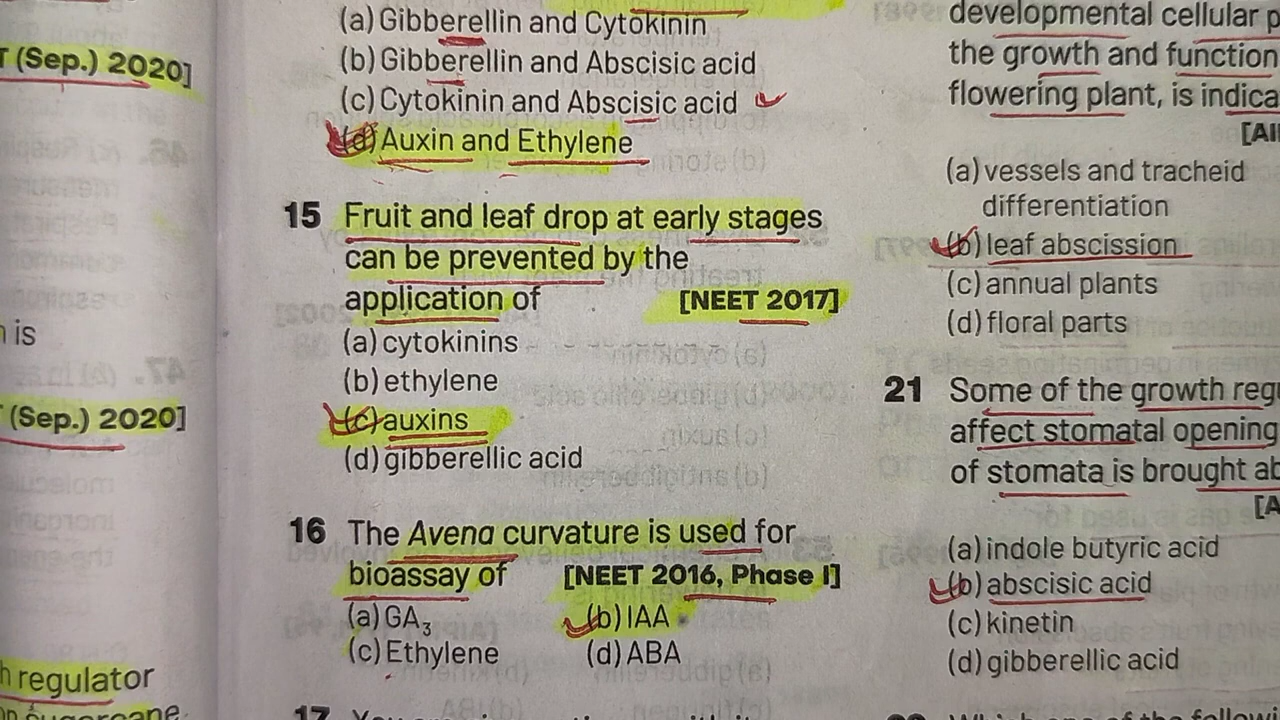 T (Sep.) 2020]
n is
T (Sep.) 2020]
h regulator
(a) Gibberellin and Cytokinin
(b) Gibberellin and Abscisic acid
(c) Cytokinin and Abscisic acid
(d) Auxin and Ethylene
15 Fruit and leaf drop at early stages
can be prevented by the
application of [NEET 2017]
(a) cytokinins
(b) ethylene
(c) auxins
(d) gibberellic acid
16 The Avena curvature is used for
bioassay of [NEET 2016, Phase I]
(a) GA3 (b) IAA
(c) Ethylene (d) ABA
17
developmental cellular p
the growth and function
flowering plant, is indica
[AI
(a) vessels and tracheid
differentiation
(b) leaf abscission
(c) annual plants
(d) floral parts
21 Some of the growth regu
affect stomatal opening
of stomata is brought ab
[A
(a) indole butyric acid
(b) abscisic acid
(c) kinetin
(d) gibberellic acid